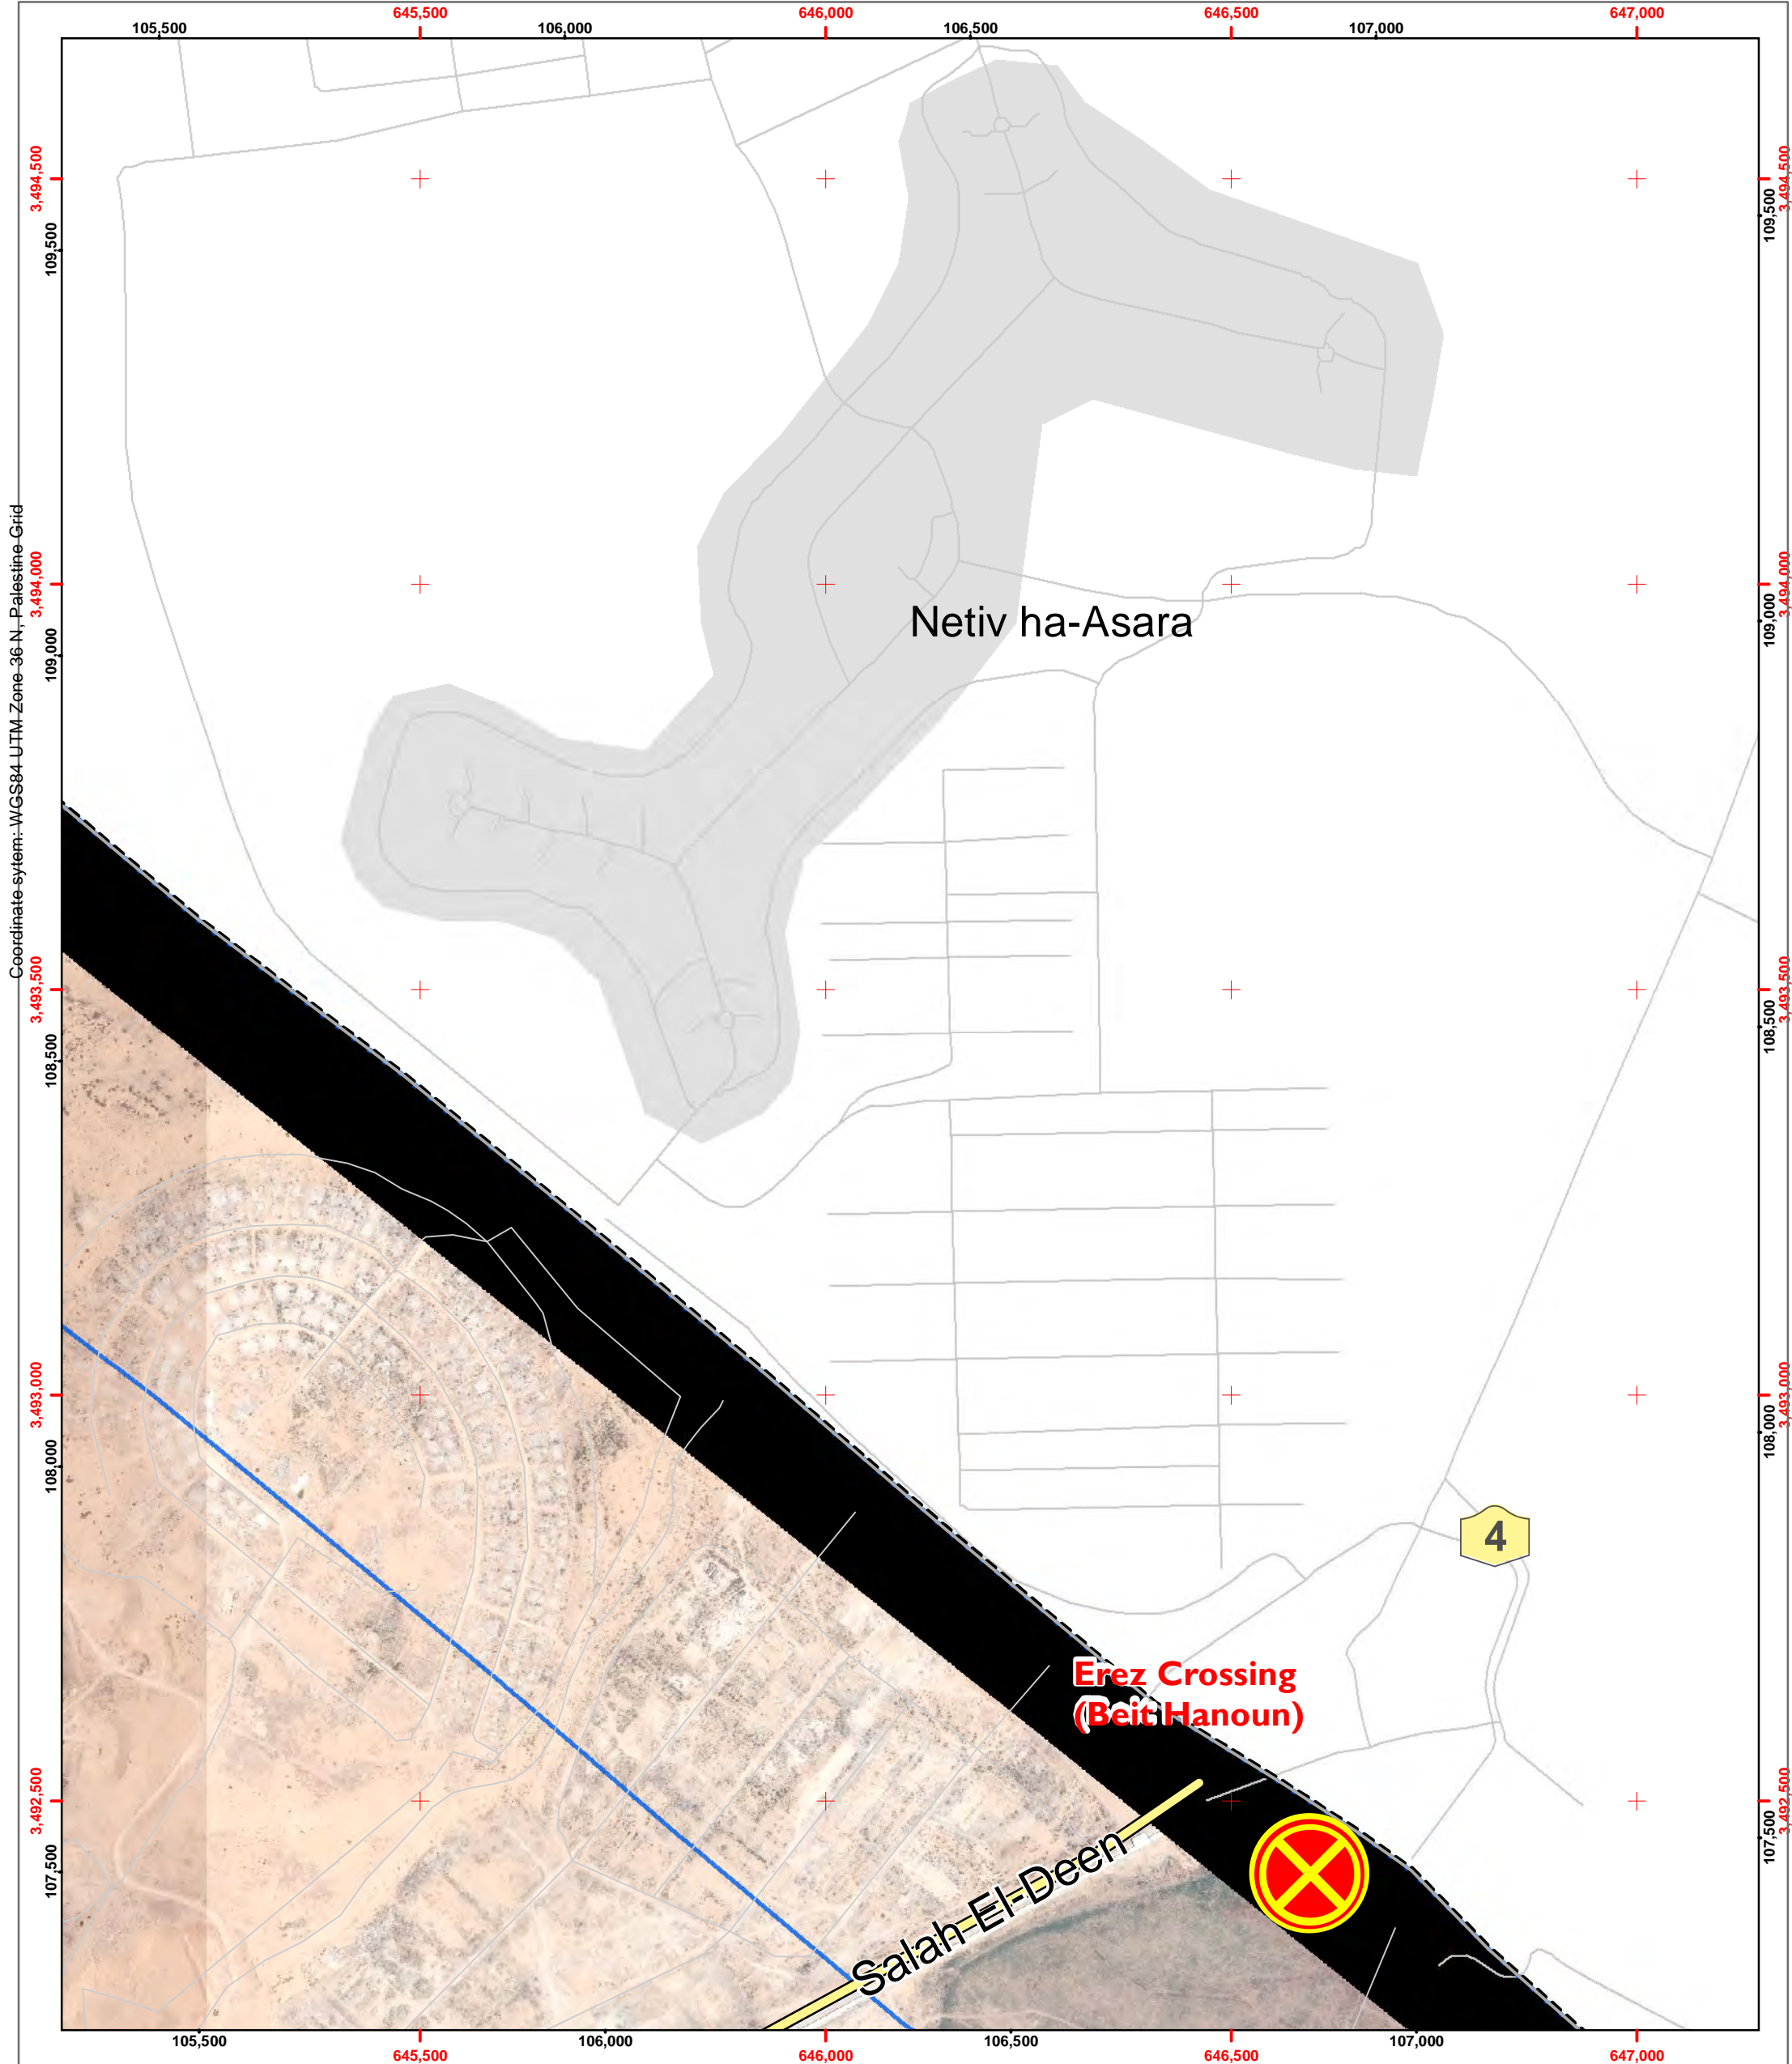 645,500 646,000 646,500 647,000
105,500 106,000 106,500 107,000
3,494,500 3,494,500
109,500 109,500
3,494,000 3,494,000
109,000 109,000
Netiv ha-Asara
Coordinate sytem: WGS84 UTM Zone 36 N, Palestine Grid
3,493,500 3,493,500
108,500 108,500
3,493,000 3,493,000
108,000 108,000
4
Erez Crossing
(Beit Hanoun)
3,492,500 3,492,500
107,500 107,500
Salah El-Deen
105,500 106,000 106,500 107,000
645,500 646,000 646,500 647,000